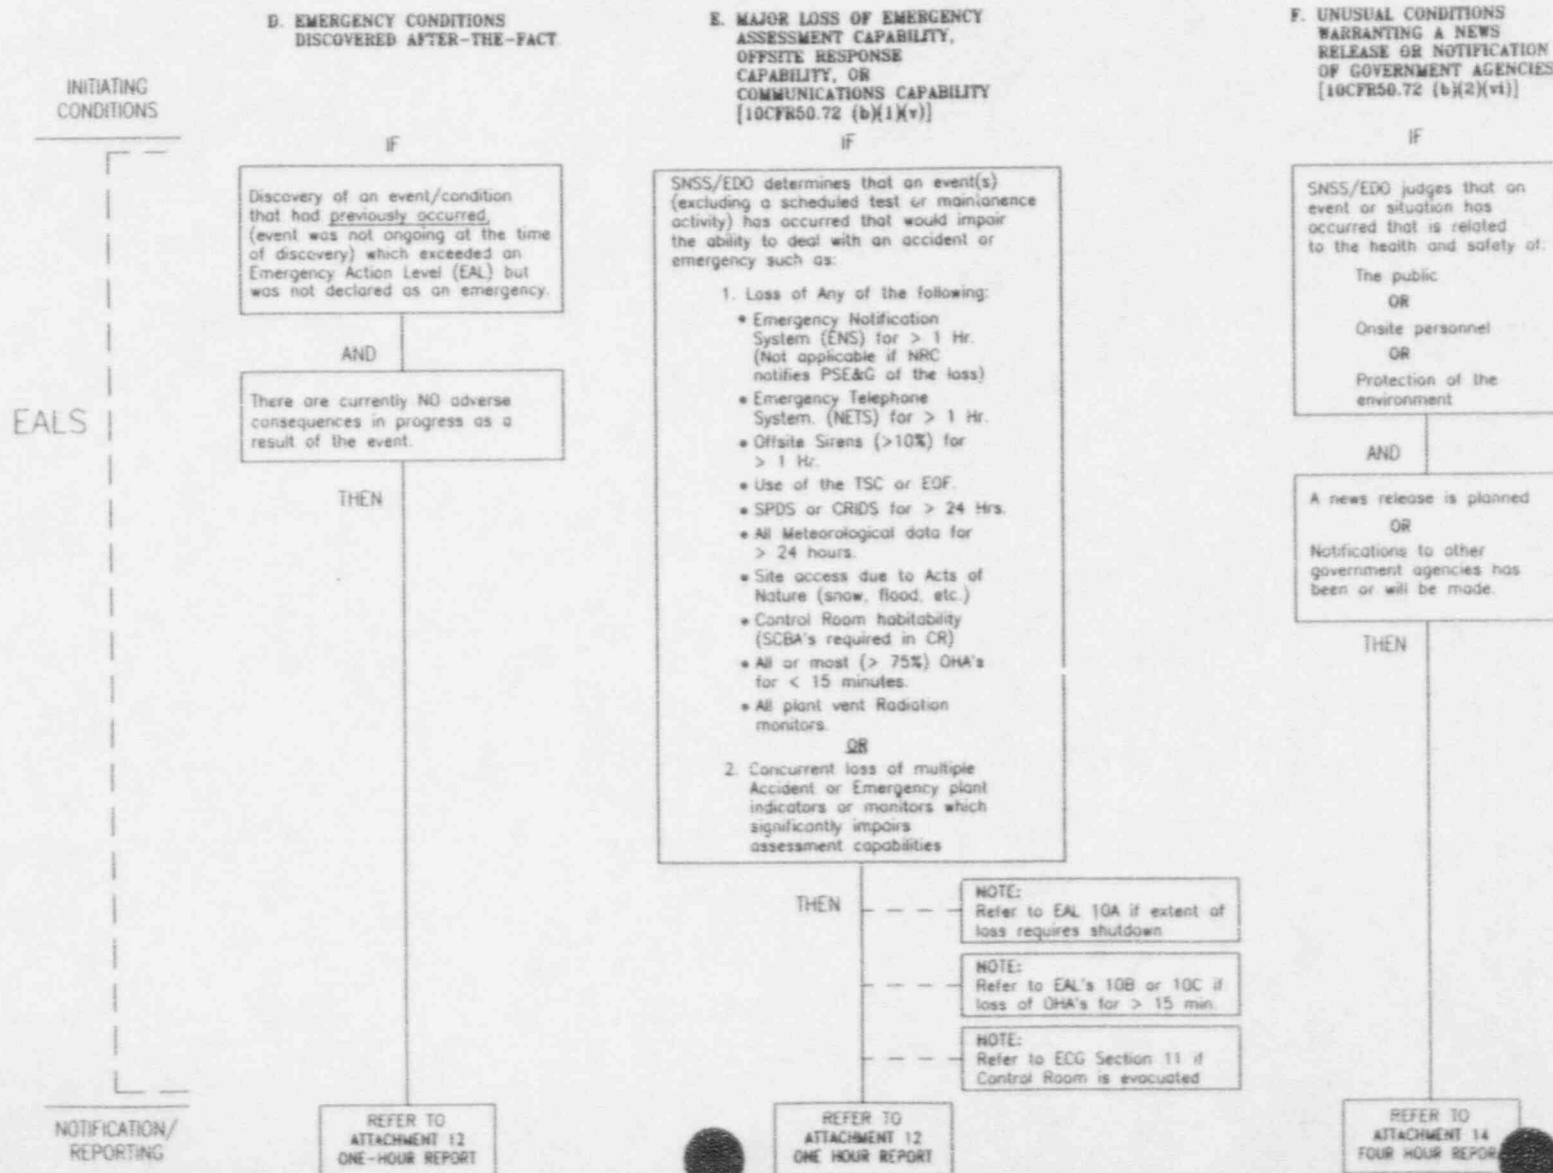 INITIATING
CONDITIONS
EALS
NOTIFICATION/
REPORTING
D. EMERGENCY CONDITIONS
DISCOVERED AFTER-THE-FACT
IF
Discovery of an event/condition
that had previously occurred,
(event was not ongoing at the time
of discovery) which exceeded an
Emergency Action Level (EAL) but
was not declared as an emergency.
AND
There are currently NO adverse
consequences in progress as a
result of the event.
THEN
REFER TO
ATTACHMENT 12
ONE-HOUR REPORT
E. MAJOR LOSS OF EMERGENCY
ASSESSMENT CAPABILITY,
OFFSITE RESPONSE
CAPABILITY, OR
COMMUNICATIONS CAPABILITY
[10CFR50.72 (b)(1)(v)]
IF
SNSS/EDO determines that an event(s)
(excluding a scheduled test or maintanence
activity) has occurred that would impair
the ability to deal with an accident or
emergency such as:
1. Loss of Any of the following:
• Emergency Notification
System (ENS) for > 1 Hr.
(Not applicable if NRC
notifies PSE&G of the loss)
• Emergency Telephone
System. (NETS) for > 1 Hr.
• Offsite Sirens (>10%) for
> 1 Hr.
• Use of the TSC or EOF.
• SPDS or CRIDS for > 24 Hrs.
• All Meteorological data for
> 24 hours.
• Site access due to Acts of
Nature (snow, flood, etc.)
• Control Room habitability
(SCBA's required in CR)
• All or most (> 75%) OHA's
for < 15 minutes.
• All plant vent Radiation
monitors.
OR
2. Concurrent loss of multiple
Accident or Emergency plant
indicators or monitors which
significantly impairs
assessment capabilities
THEN
NOTE:
Refer to EAL 10A if extent of
loss requires shutdown
NOTE:
Refer to EAL's 10B or 10C if
loss of OHA's for > 15 min.
NOTE:
Refer to ECG Section 11 if
Control Room is evacuated
REFER TO
ATTACHMENT 12
ONE HOUR REPORT
F. UNUSUAL CONDITIONS
WARRANTING A NEWS
RELEASE OR NOTIFICATION
OF GOVERNMENT AGENCIES
[10CFR50.72 (b)(2)(vi)]
IF
SNSS/EDO judges that an
event or situation has
occurred that is related
to the health and safety of:
The public
OR
Onsite personnel
OR
Protection of the
environment
AND
A news release is planned
OR
Notifications to other
government agencies has
been or will be made.
THEN
REFER TO
ATTACHMENT 14
FOUR HOUR REPOR